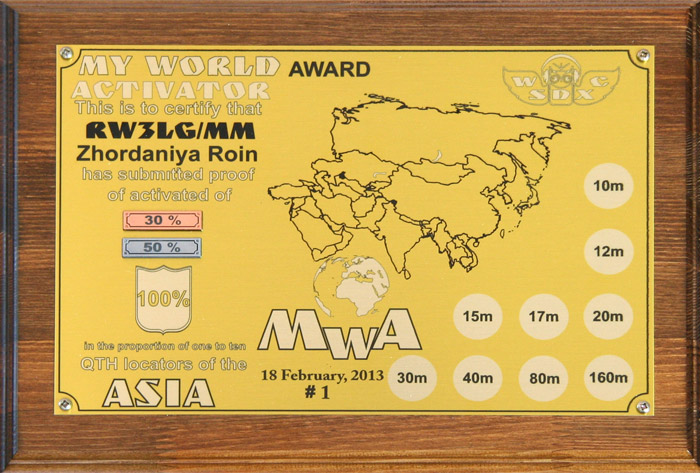 MY WORLD AWARD
ACTIVATOR
This is to certify that
RW3LG/MM
Zhordaniya Roin
has submitted proof
of activated of
30 %
50 %
100%
in the proportion of one to ten
QTH locators of the
ASIA
WG
SDX
MWA
18 February, 2013
# 1
10m
12m
15m 17m 20m
30m 40m 80m 160m